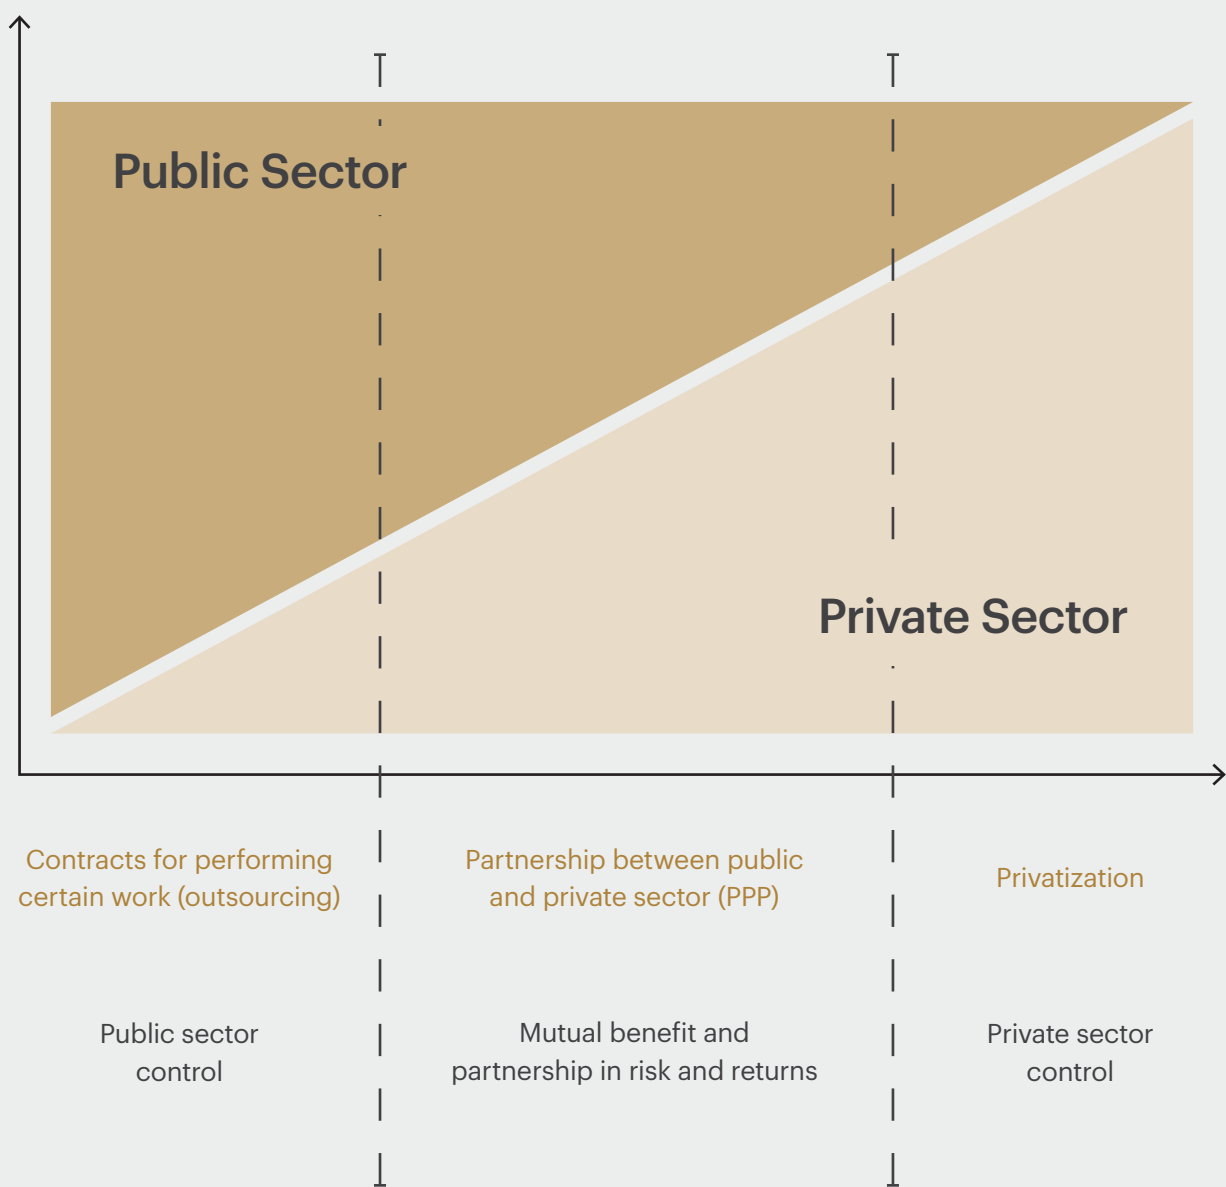 Public Sector
Private Sector
Contracts for performing
certain work (outsourcing)
Partnership between public
and private sector (PPP)
Privatization
Public sector
control
Mutual benefit and
partnership in risk and returns
Private sector
control